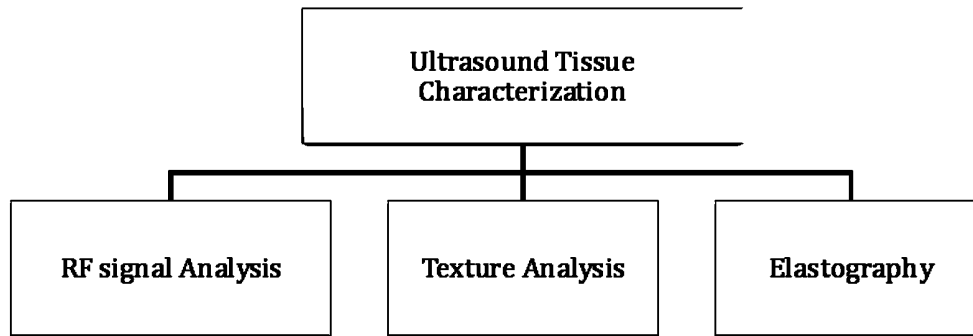 Ultrasound Tissue
Characterization
RF signal Analysis
Texture Analysis
Elastography